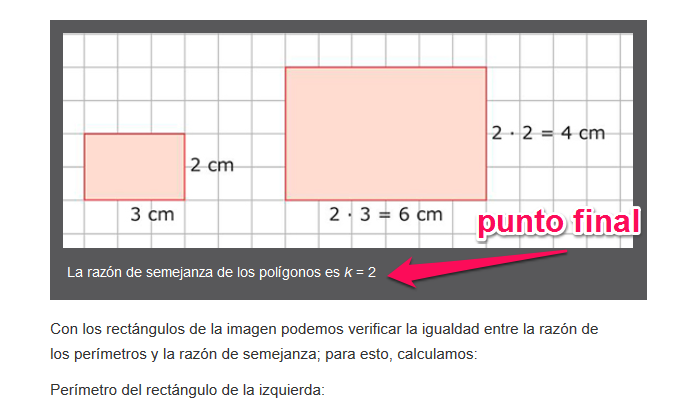 2 cm
3 cm
2 · 2 = 4 cm
2 · 3 = 6 cm
punto final
La razón de semejanza de los polígonos es k = 2
Con los rectángulos de la imagen podemos verificar la igualdad entre la razón de
los perímetros y la razón de semejanza; para esto, calculamos:
Perímetro del rectángulo de la izquierda: